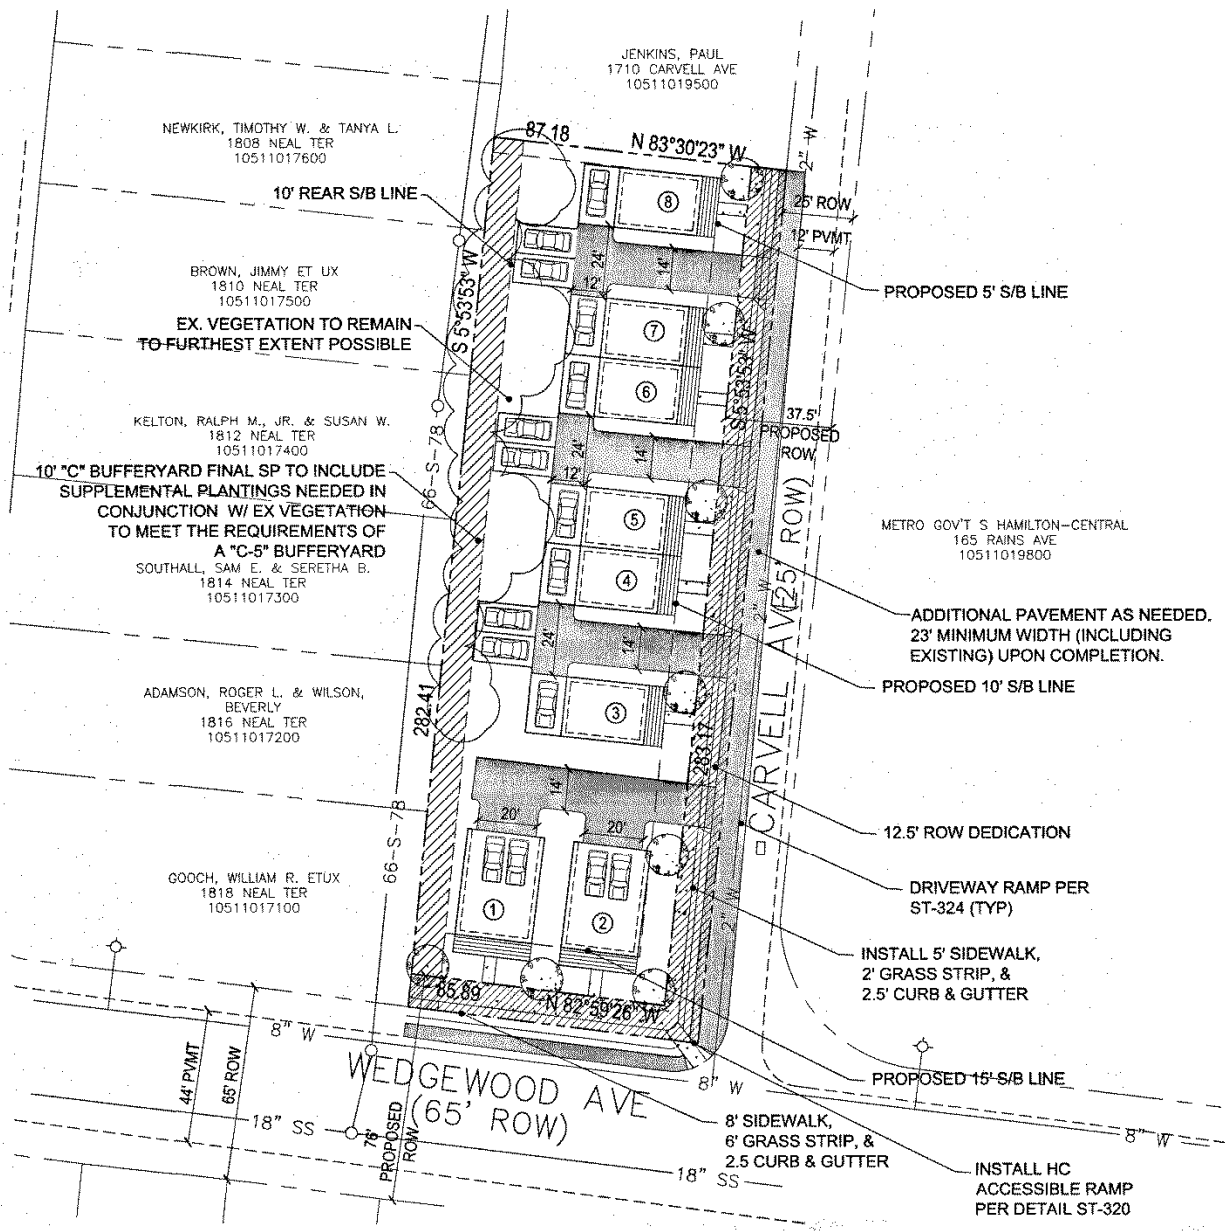 JENKINS, PAUL
1710 CARVELL AVE
10511019500
NEWKIRK, TIMOTHY W. & TANYA L.
1808 NEAL TER
10511017600
87.18
N 83°30'23" W
2" W
10' REAR S/B LINE
8
25' ROW
12' PVMT
24'
14'
12'
PROPOSED 5' S/B LINE
BROWN, JIMMY ET UX
1810 NEAL TER
10511017500
S 5°53'53" W
EX. VEGETATION TO REMAIN
TO FURTHEST EXTENT POSSIBLE
7
6
S 5°53'53" W
37.5'
PROPOSED
ROW
KELTON, RALPH M., JR. & SUSAN W.
1812 NEAL TER
10511017400
66-S-78
24'
14'
12'
10' "C" BUFFERYARD FINAL SP TO INCLUDE
SUPPLEMENTAL PLANTINGS NEEDED IN
CONJUNCTION W/ EX VEGETATION
TO MEET THE REQUIREMENTS OF
A "C-5" BUFFERYARD
SOUTHALL, SAM E. & SERETHA B.
1814 NEAL TER
10511017300
5
4
METRO GOV'T S HAMILTON-CENTRAL
165 RAINS AVE
10511019800
2" W
CARVELL AV(25' ROW)
ADDITIONAL PAVEMENT AS NEEDED.
23' MINIMUM WIDTH (INCLUDING
EXISTING) UPON COMPLETION.
24'
14'
PROPOSED 10' S/B LINE
ADAMSON, ROGER L. & WILSON,
BEVERLY
1816 NEAL TER
10511017200
282.41
3
283.17
14'
20'
20'
12.5' ROW DEDICATION
66-S-78
GOOCH, WILLIAM R. ETUX
1818 NEAL TER
10511017100
1
2
2" W
DRIVEWAY RAMP PER
ST-324 (TYP)
INSTALL 5' SIDEWALK,
2' GRASS STRIP, &
2.5' CURB & GUTTER
85.89
N 82°59'26" W
8" W
44' PVMT
65' ROW
WEDGEWOOD AVE
(65' ROW)
8" W
PROPOSED 15' S/B LINE
76'
PROPOSED
ROW
18" SS
18" SS
8' SIDEWALK,
6' GRASS STRIP, &
2.5 CURB & GUTTER
8" W
INSTALL HC
ACCESSIBLE RAMP
PER DETAIL ST-320